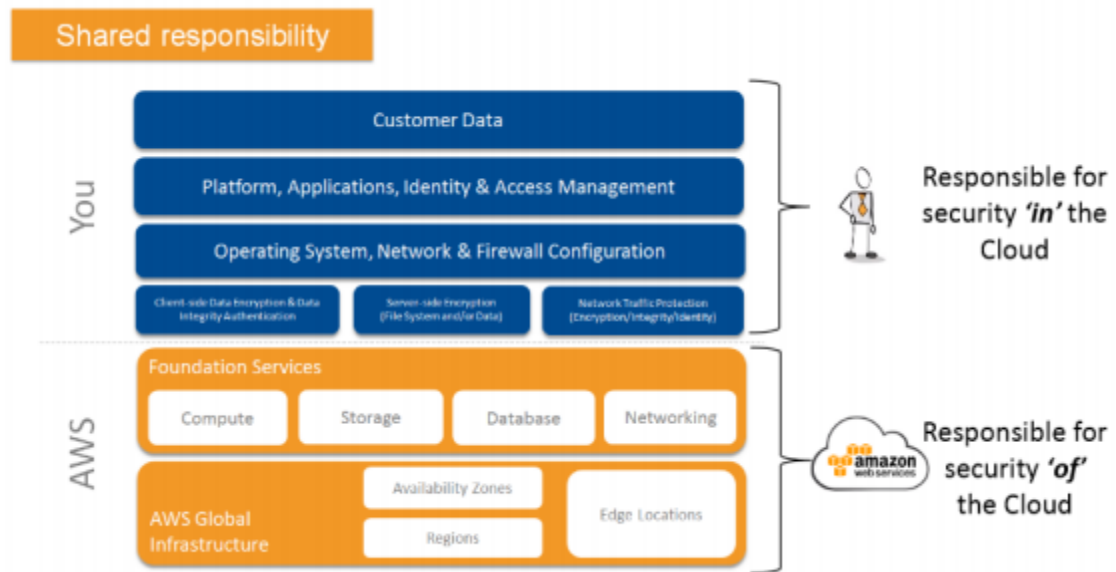 Shared responsibility
You
Customer Data
Platform, Applications, Identity & Access Management
Operating System, Network & Firewall Configuration
Client-side Data Encryption & Data
Integrity Authentication
Server-side Encryption
(File System and/or Data)
Network Traffic Protection
(Encryption/Integrity/Identity)
Responsible for
security 'in' the
Cloud
AWS
Foundation Services
Compute
Storage
Database
Networking
AWS Global
Infrastructure
Availability Zones
Regions
Edge Locations
amazon
web services
Responsible for
security 'of'
the Cloud